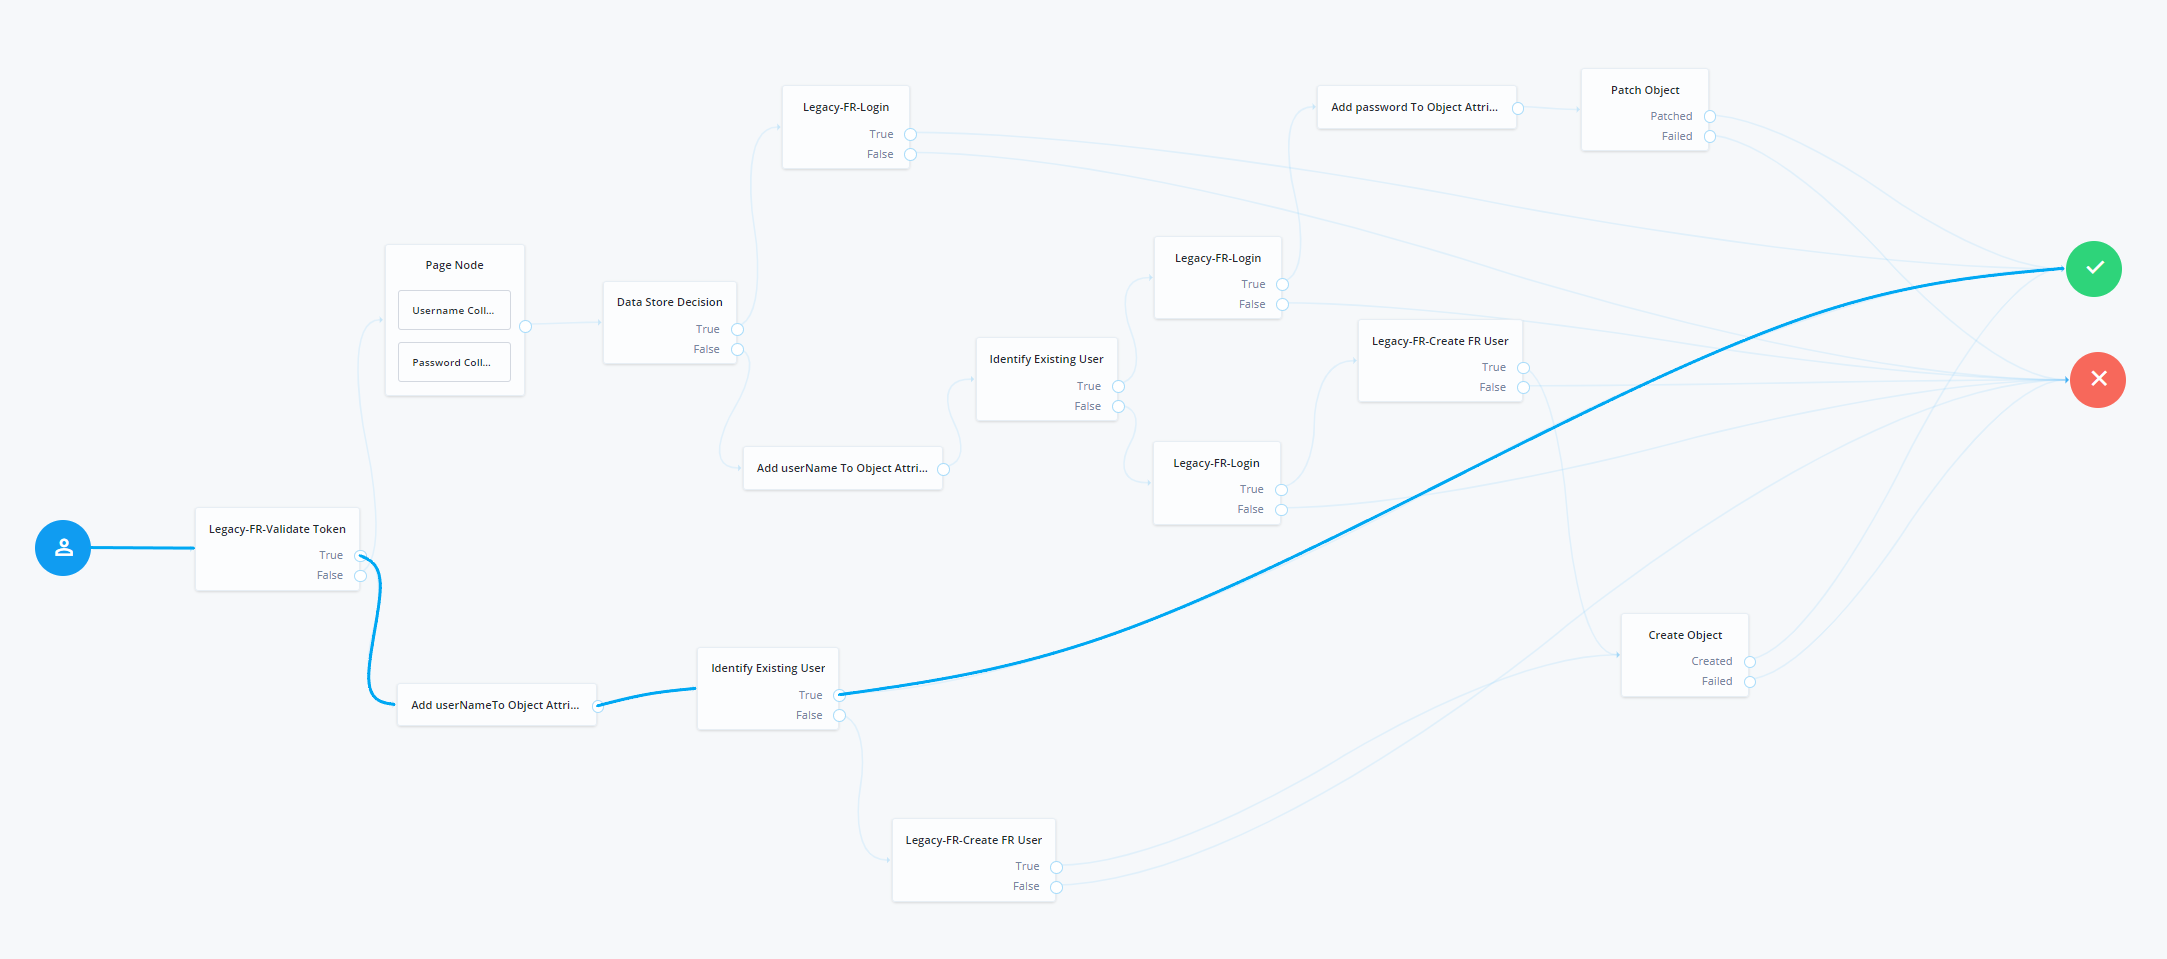 Patch Object
Patched
Failed
Legacy-FR-Login
True
False
Add password To Object Attri...
Legacy-FR-Login
True
False
Page Node
Username Coll...
Password Coll...
Data Store Decision
True
False
Legacy-FR-Create FR User
True
False
Identify Existing User
True
False
Add userName To Object Attri...
Legacy-FR-Login
True
False
Legacy-FR-Validate Token
True
False
Create Object
Created
Failed
Identify Existing User
True
False
Add userNameTo Object Attri...
Legacy-FR-Create FR User
True
False